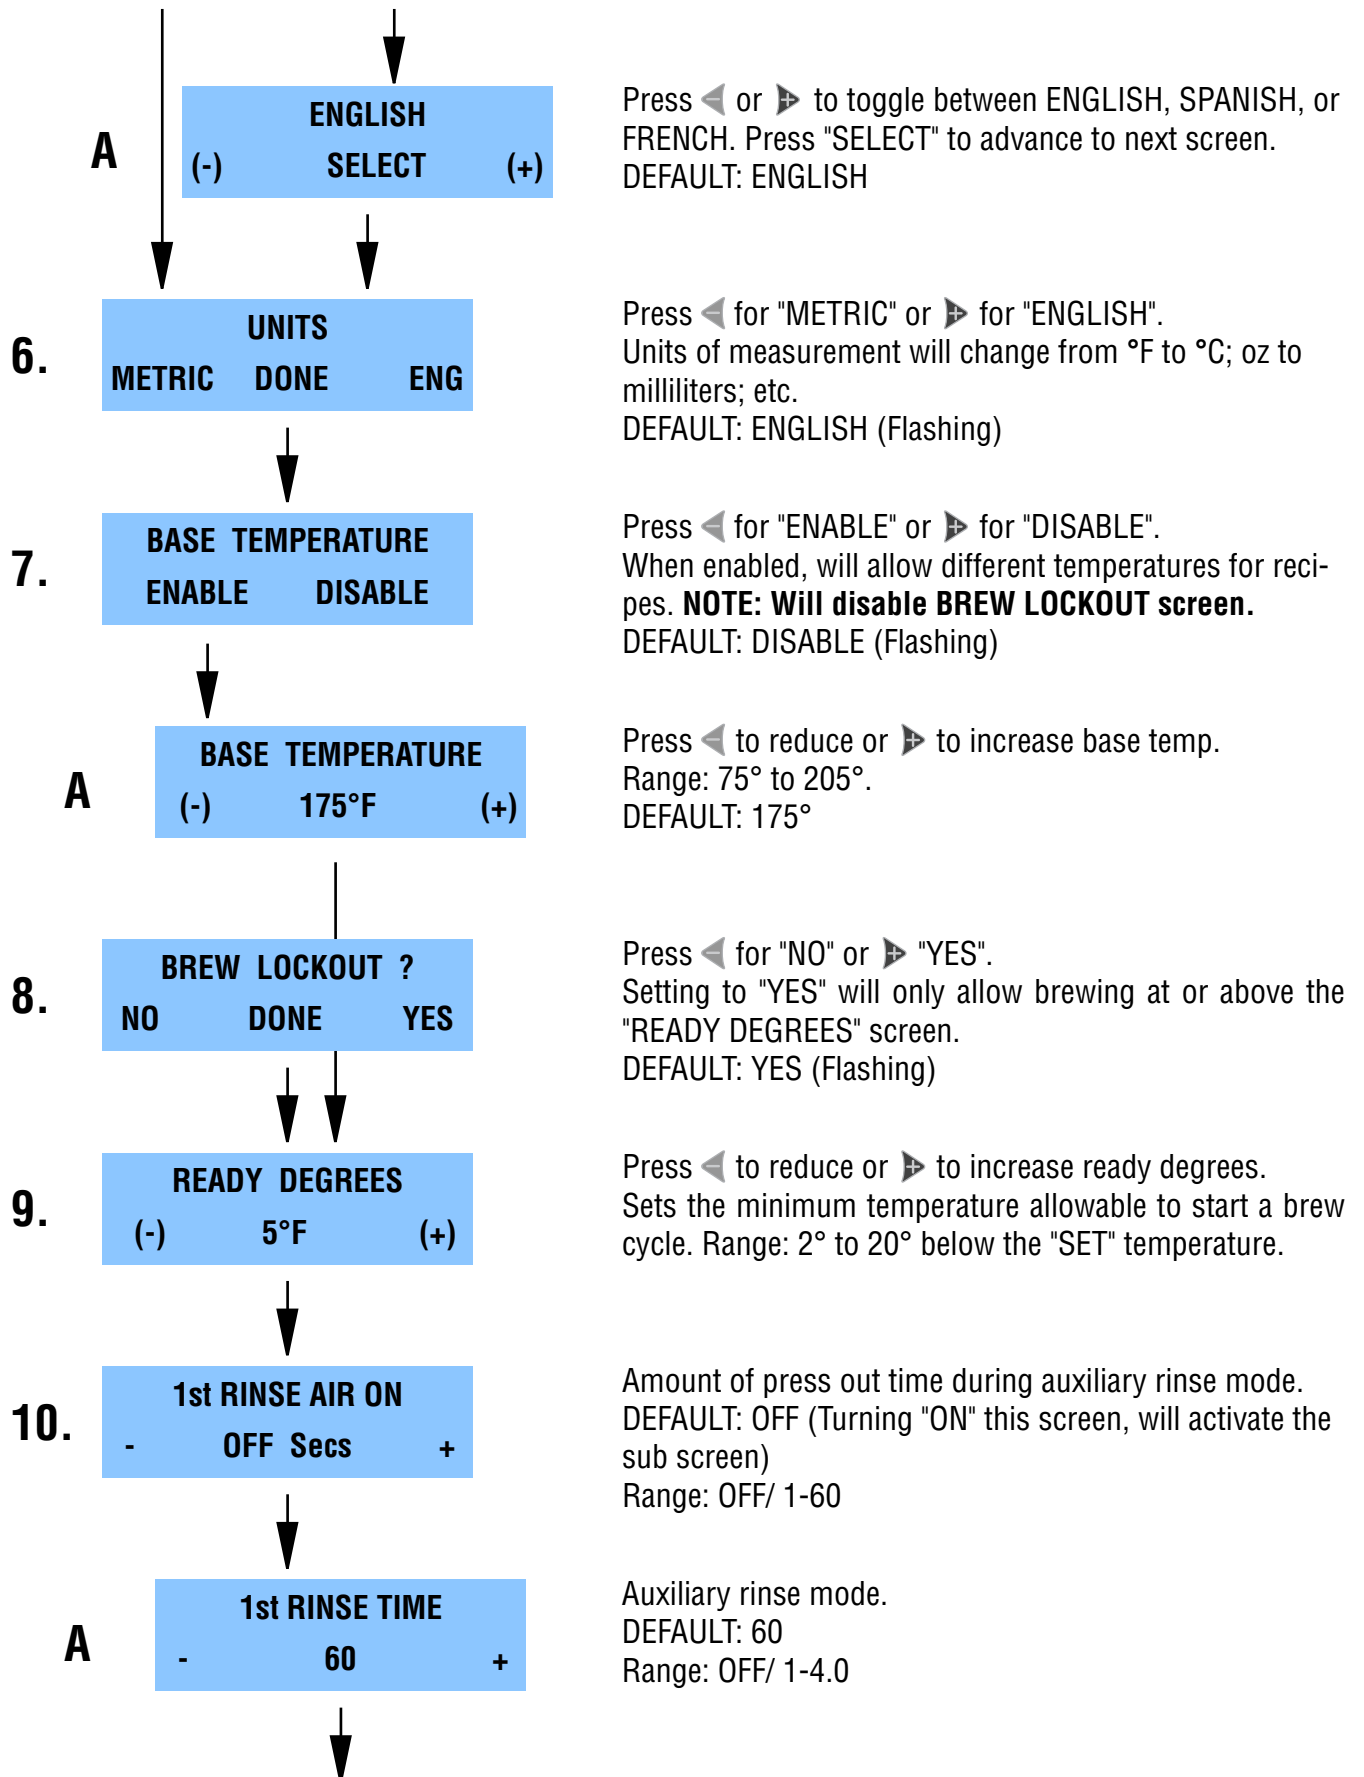 A
ENGLISH
(-) SELECT (+)
Press or to toggle between ENGLISH, SPANISH, or
FRENCH. Press "SELECT" to advance to next screen.
DEFAULT: ENGLISH
6.
UNITS
METRIC DONE ENG
Press for "METRIC" or for "ENGLISH".
Units of measurement will change from °F to °C; oz to
milliliters; etc.
DEFAULT: ENGLISH (Flashing)
7.
BASE TEMPERATURE
ENABLE DISABLE
Press for "ENABLE" or for "DISABLE".
When enabled, will allow different temperatures for reci-
pes. NOTE: Will disable BREW LOCKOUT screen.
DEFAULT: DISABLE (Flashing)
A
BASE TEMPERATURE
(-) 175°F (+)
Press to reduce or to increase base temp.
Range: 75° to 205°.
DEFAULT: 175°
8.
BREW LOCKOUT ?
NO DONE YES
Press for "NO" or "YES".
Setting to "YES" will only allow brewing at or above the
"READY DEGREES" screen.
DEFAULT: YES (Flashing)
9.
READY DEGREES
(-) 5°F (+)
Press to reduce or to increase ready degrees.
Sets the minimum temperature allowable to start a brew
cycle. Range: 2° to 20° below the "SET" temperature.
10.
1st RINSE AIR ON
- OFF Secs +
Amount of press out time during auxiliary rinse mode.
DEFAULT: OFF (Turning "ON" this screen, will activate the
sub screen)
Range: OFF/ 1-60
A
1st RINSE TIME
- 60 +
Auxiliary rinse mode.
DEFAULT: 60
Range: OFF/ 1-4.0